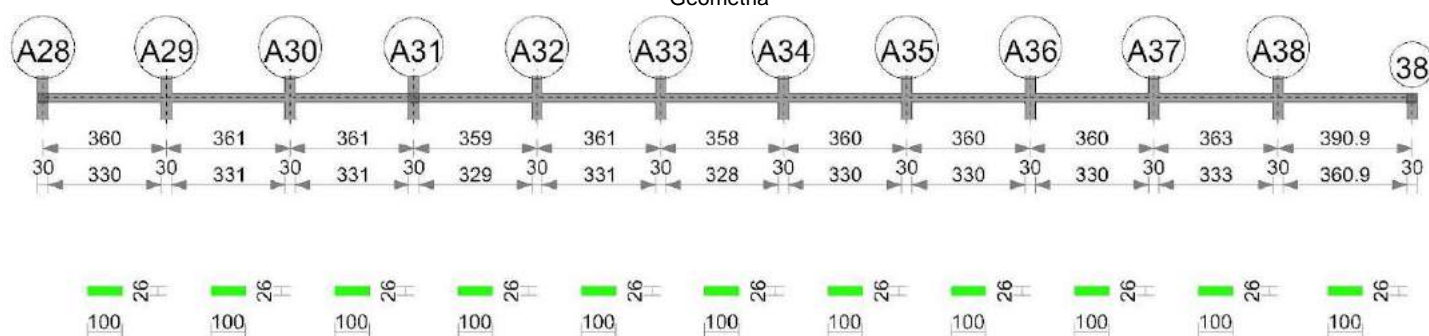 Geometria
A28 A29 A30 A31 A32 A33 A34 A35 A36 A37 A38 38
360 361 361 359 361 358 360 360 360 363 390.9
30 330 30 331 30 331 30 329 30 331 30 328 30 330 30 330 30 330 30 333 30 360.9 30
26 26 26 26 26 26 26 26 26 26 26
100 100 100 100 100 100 100 100 100 100 100